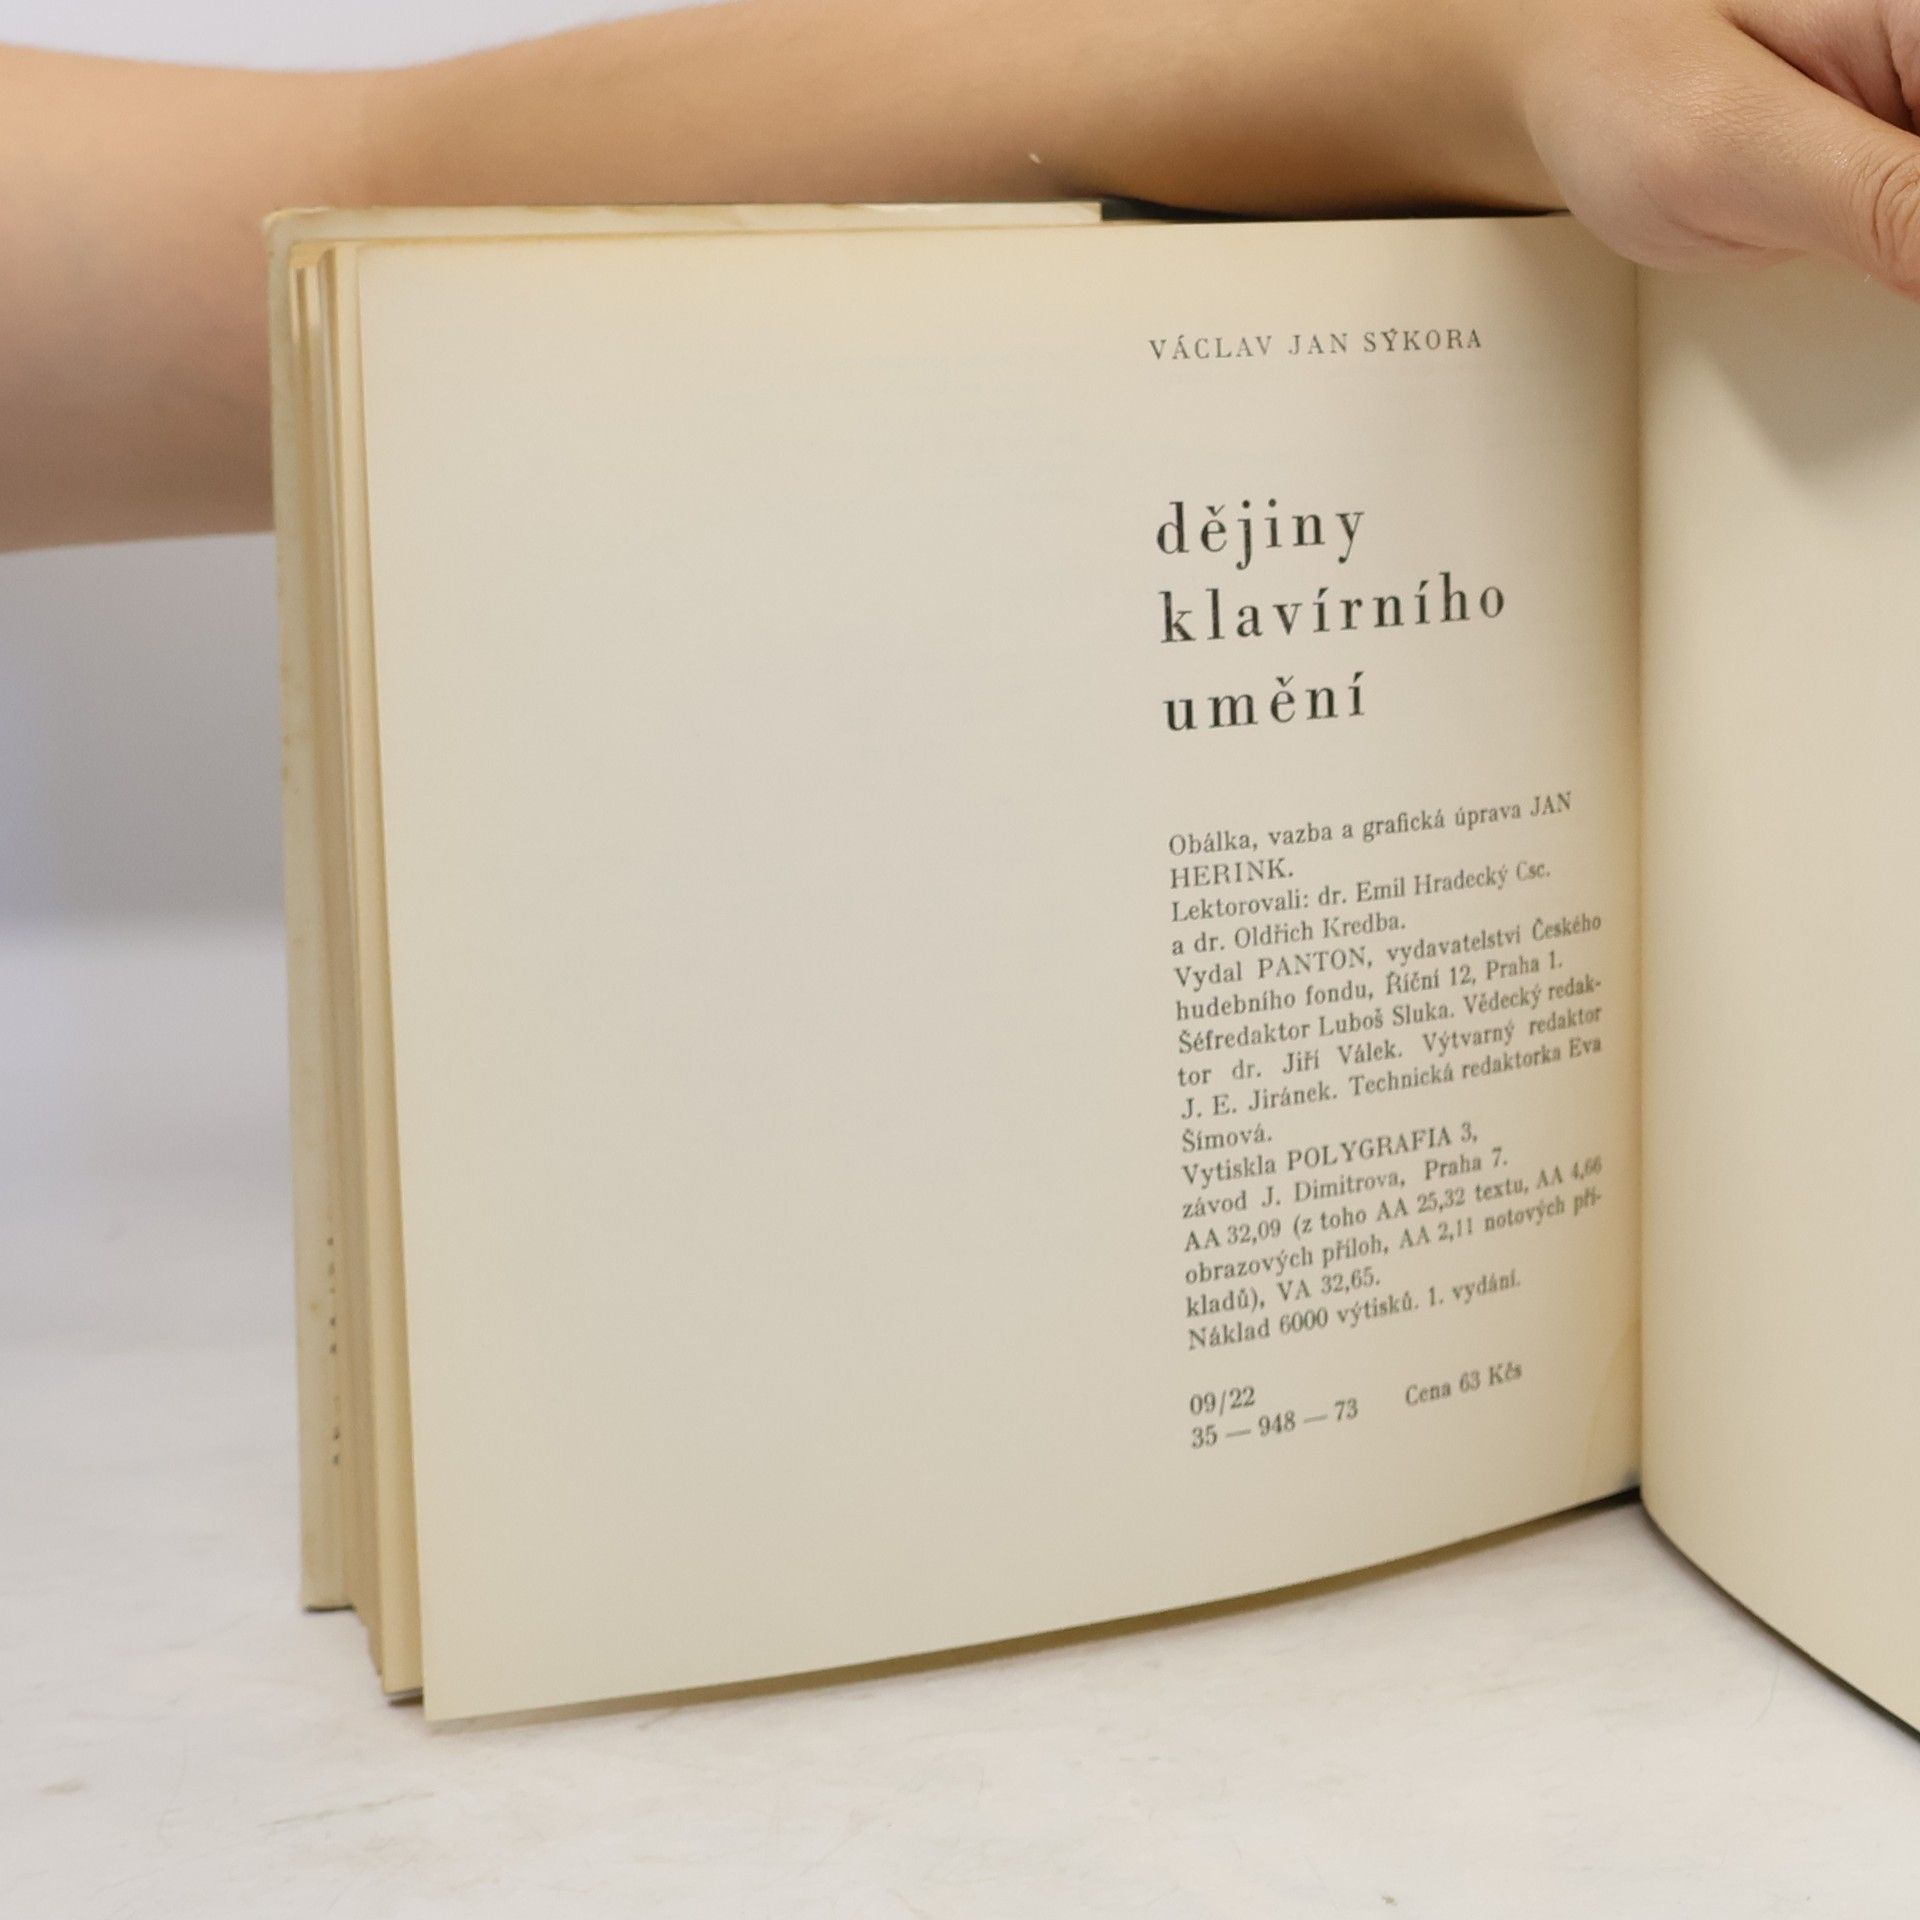 VÁCLAV JAN SÝKORA
dějiny
klavírního
umění
Obálka, vazba a grafická úprava JAN
HERINK.
Lektorovali: dr. Emil Hradecký Csc.
a dr. Oldřich Kredba.
Vydal PANTON, vydavatelství Českého
hudebního fondu, Říční 12, Praha 1.
Šéfredaktor Luboš Sluka. Vědecký redak-
tor dr. Jiří Válek. Výtvarný redaktor
J. E. Jiránek. Technická redaktorka Eva
Šímová.
Vytiskla POLYGRAFIA 3,
závod J. Dimitrova, Praha 7.
AA 32,09 (z toho AA 25,32 textu, AA 4,66
obrazových příloh, AA 2,11 notových pří-
kladů), VA 32,65.
Náklad 6000 výtisků. 1. vydání.
09/22
35 — 948 — 73 Cena 63 Kčs